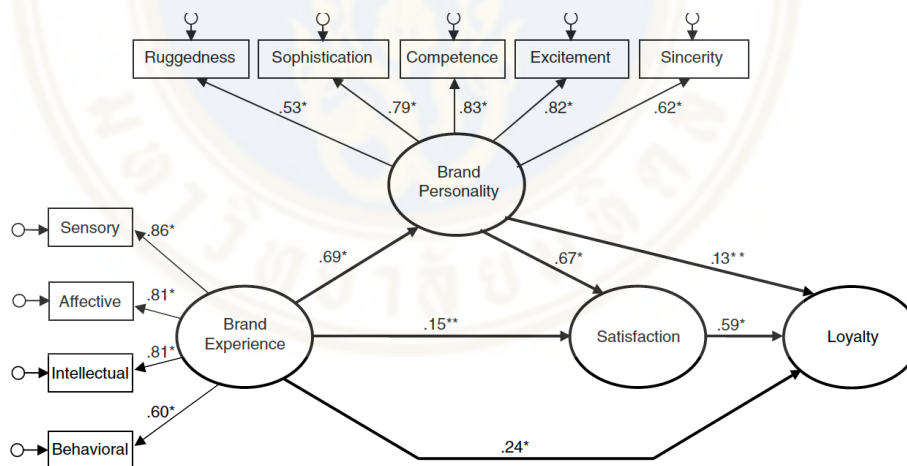 Ruggedness
Sophistication
Competence
Excitement
Sincerity
.53*
.79*
.83*
.82*
.62*
Brand
Personality
Sensory
.86*
.69*
.67*
.13**
Affective
.81*
Brand
Experience
.15**
Satisfaction
.59*
Loyalty
Intellectual
.81*
.60*
Behavioral
.24*